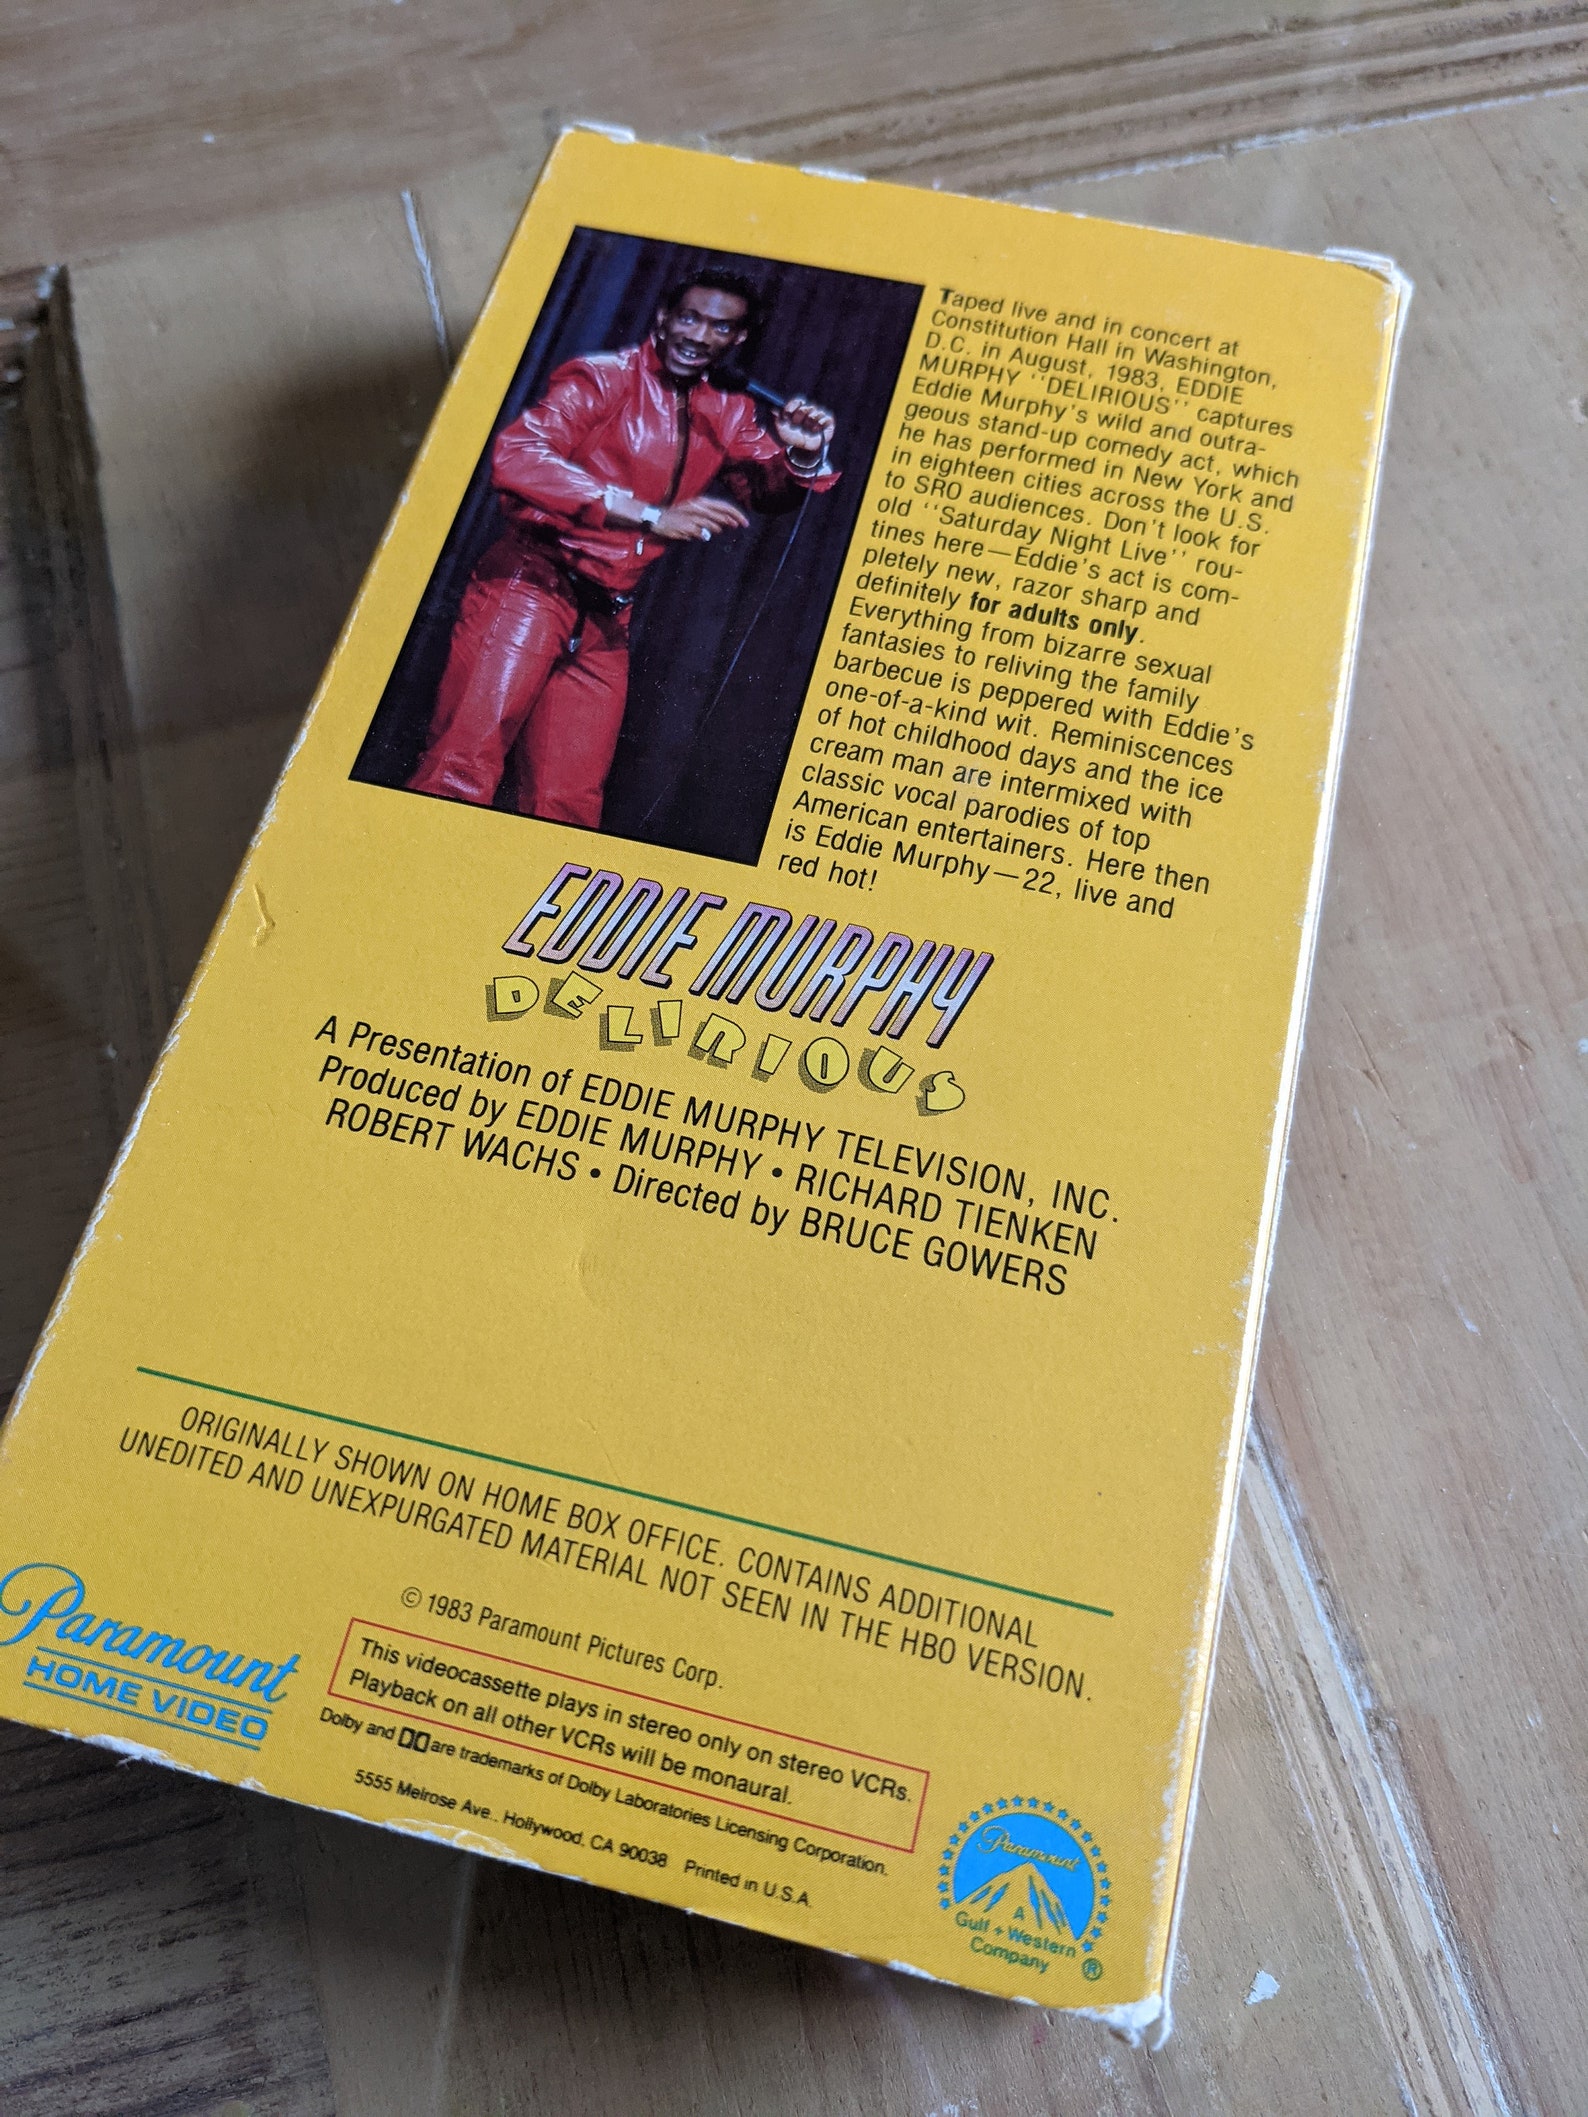 Taped live and in concert at
Constitution Hall in Washington,
D.C. in August, 1983, EDDIE
MURPHY ''DELIRIOUS'' captures
Eddie Murphy's wild and outra-
geous stand-up comedy act, which
he has performed in New York and
in eighteen cities across the U.S.
to SRO audiences. Don't look for
old ''Saturday Night Live'' rou-
tines here—Eddie's act is com-
pletely new, razor sharp and
definitely for adults only.
Everything from bizarre sexual
fantasies to reliving the family
barbecue is peppered with Eddie's
one-of-a-kind wit. Reminiscences
of hot childhood days and the ice
cream man are intermixed with
classic vocal parodies of top
American entertainers. Here then
is Eddie Murphy—22, live and
red hot!
EDDIE MURPHY
DELIRIOUS
A Presentation of EDDIE MURPHY TELEVISION, INC.
Produced by EDDIE MURPHY • RICHARD TIENKEN
ROBERT WACHS • Directed by BRUCE GOWERS
ORIGINALLY SHOWN ON HOME BOX OFFICE. CONTAINS ADDITIONAL
UNEDITED AND UNEXPURGATED MATERIAL NOT SEEN IN THE HBO VERSION.
© 1983 Paramount Pictures Corp.
This videocassette plays in stereo only on stereo VCRs.
Playback on all other VCRs will be monaural.
Dolby and are trademarks of Dolby Laboratories Licensing Corporation.
5555 Melrose Ave., Hollywood, CA 90038 Printed in U.S.A.
Paramount
HOME VIDEO
Paramount
A
Gulf + Western
Company ®